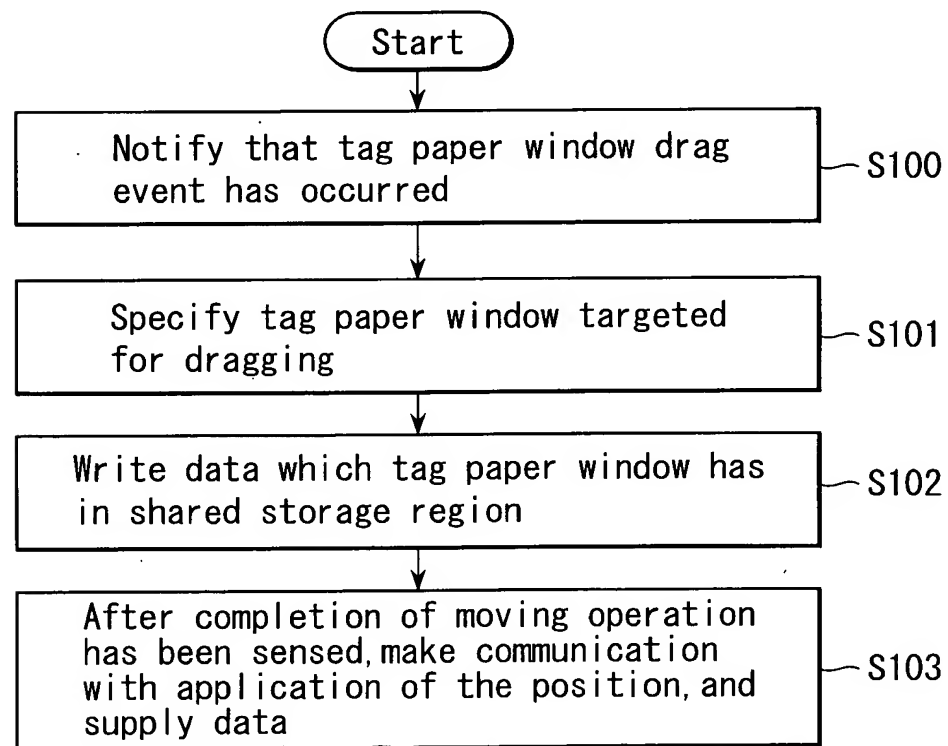 Start
Notify that tag paper window drag
event has occurred
S100
Specify tag paper window targeted
for dragging
S101
Write data which tag paper window has
in shared storage region
S102
After completion of moving operation
has been sensed,make communication
with application of the position,and
supply data
S103